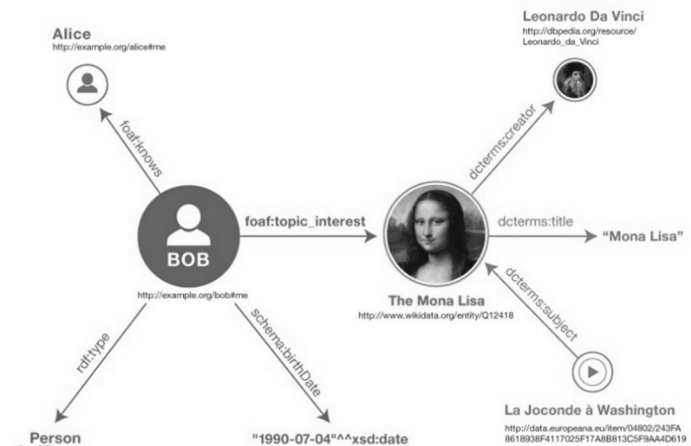 Leonardo Da Vinci
http://dbpedia.org/resource/
Leonardo_da_Vinci
Alice
http://example.org/alice#me
foaf:knows
dcterms:creator
foaf:topic_interest
dcterms:title
"Mona Lisa"
BOB
http://example.org/bob#me
The Mona Lisa
http://www.wikidata.org/entity/Q12418
dcterms:subject
rdf:type
schema:birthDate
La Joconde à Washington
http://data.europeana.eu/item/04802/243FA
8618938F4117025F17A8B813C5F9AA4D619
Person
"1990-07-04"^^xsd:date